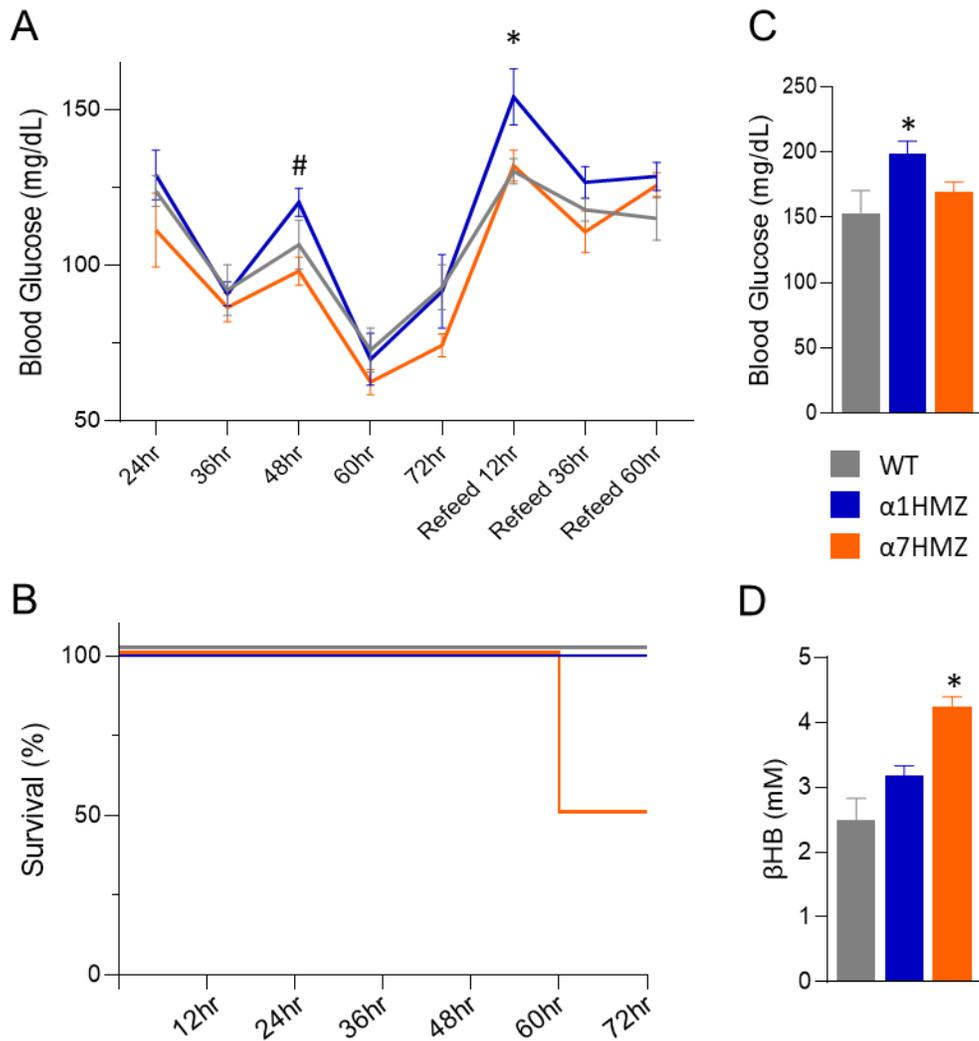 A
*
150
#
100
50
Blood Glucose (mg/dL)
24hr
36hr
48hr
60hr
72hr
Refeed 12hr
Refeed 36hr
Refeed 60hr
C
250
200
150
100
50
0
*
Blood Glucose (mg/dL)
WT
α1HMZ
α7HMZ
B
100
50
0
Survival (%)
12hr
24hr
36hr
48hr
60hr
72hr
D
5
4
3
2
1
0
*
βHB (mM)